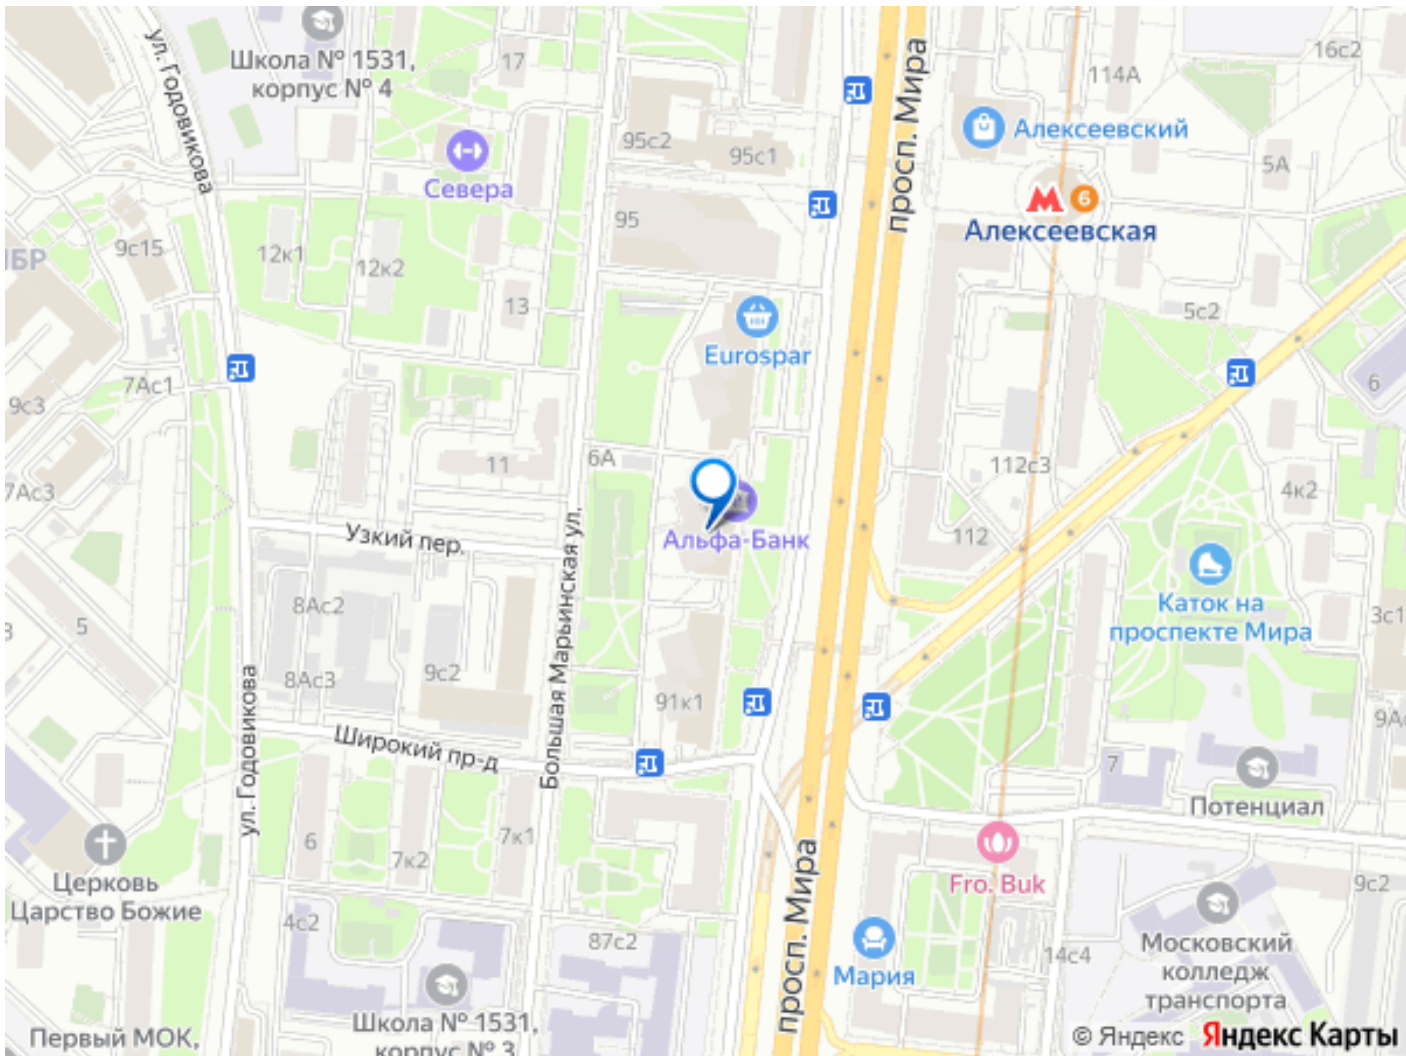 ул. Годовикова
Школа № 1531,
корпус № 4
17
просп. Мира
114А
16с2
Алексеевский
95с2
95с1
5А
Севера
6
Алексеевская
95
9с15
12к1
12к2
13
5с2
Eurospar
7Ас1
9с3
6
6А
11
112с3
7Ас3
4к2
Узкий пер.
Большая Марьинская ул.
Альфа-Банк
112
Каток на
проспекте Мира
8Ас2
3с1
5
8Ас3
9с2
91к1
ул. Годовикова
Широкий пр-д
7
Потенциал
6
7к2
7к1
просп. Мира
Fro. Buk
Церковь
Царство Божие
9с2
4с2
87с2
Мария
14с4
Московский
колледж
транспорта
Школа № 1531,
корпус № 3
Первый МОК,
© Яндекс Яндекс Карты